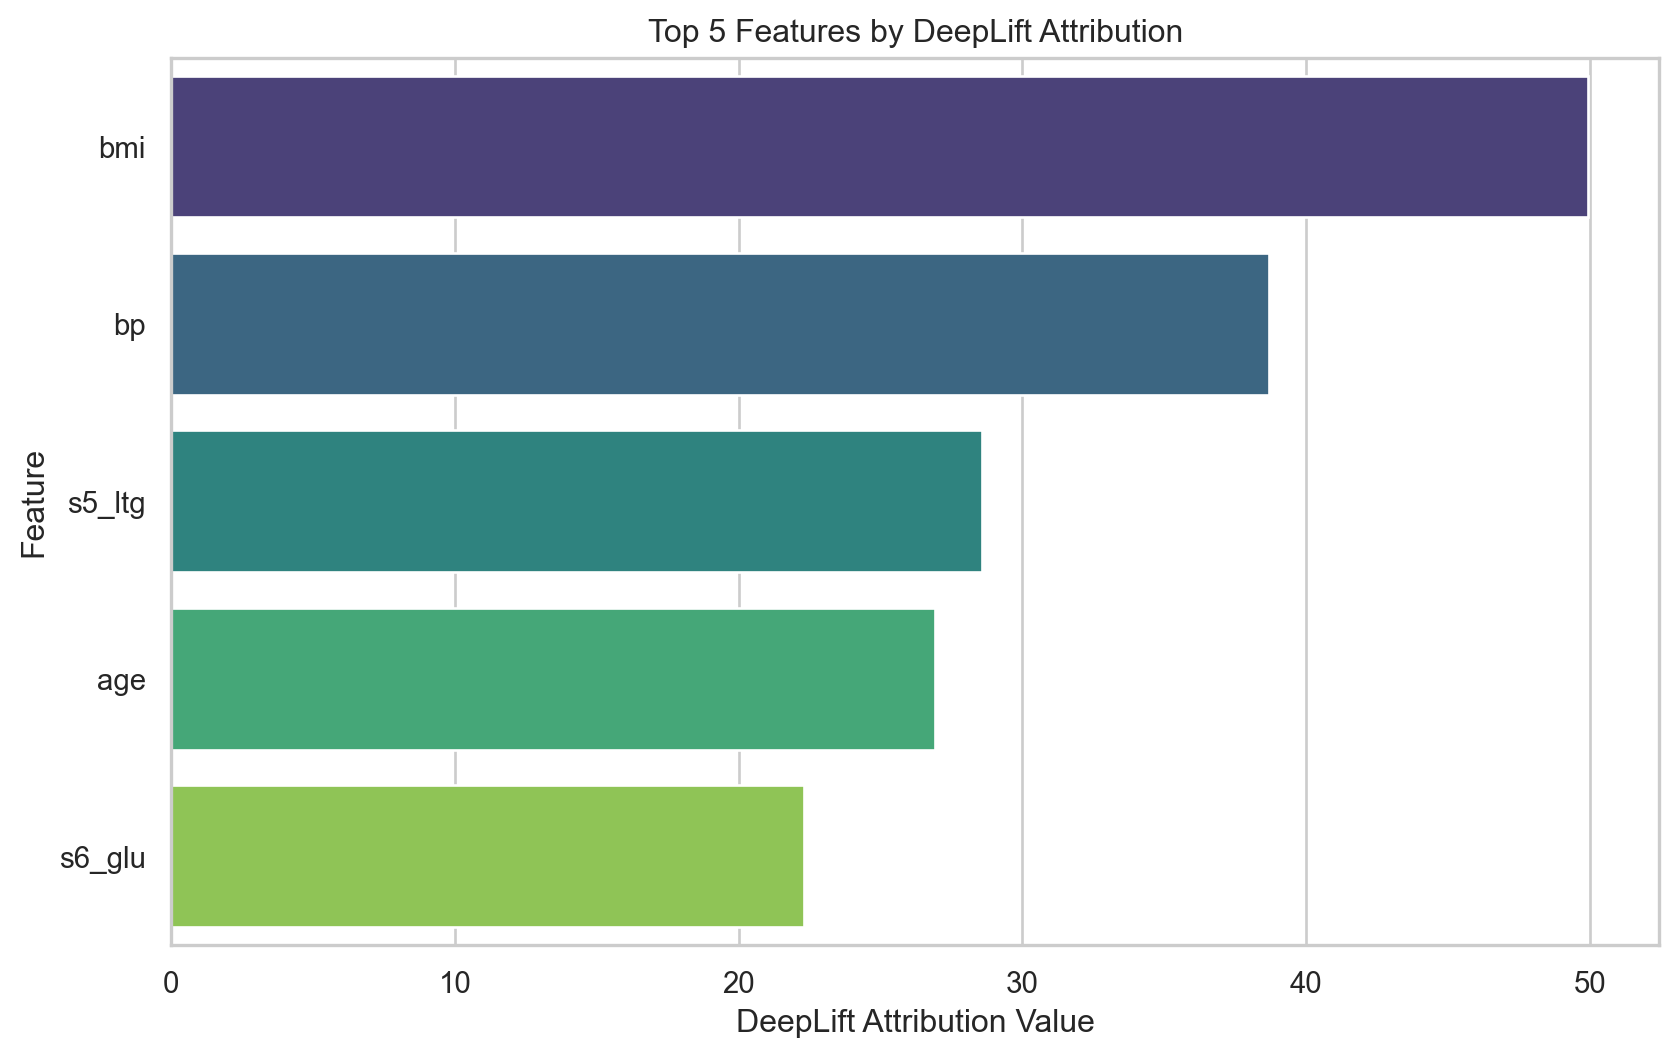 Top 5 Features by DeepLift Attribution
bmi
bp
s5_ltg
age
s6_glu
Feature
0 10 20 30 40 50
DeepLift Attribution Value